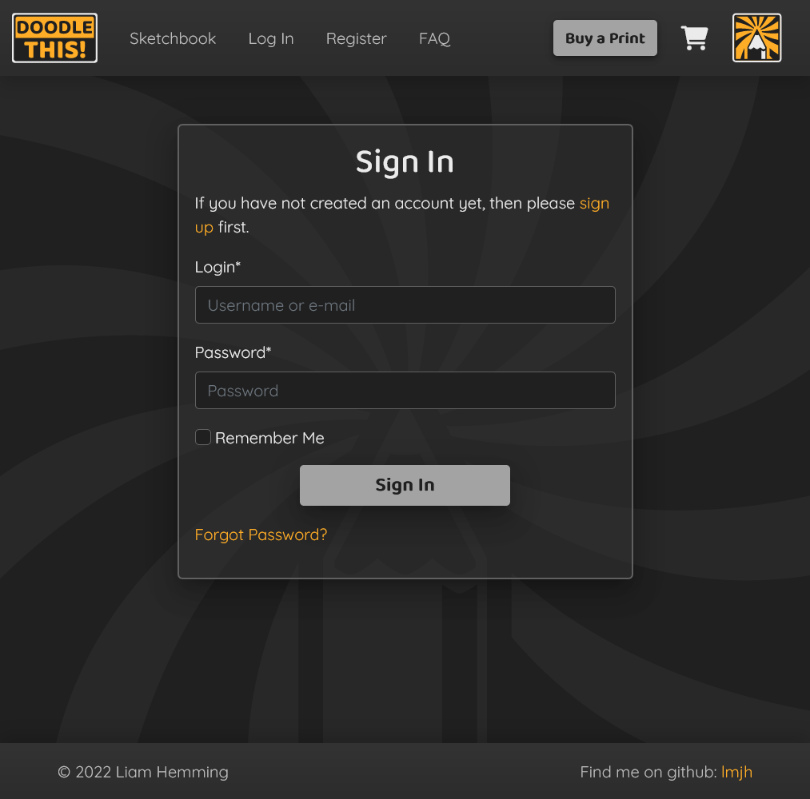 DOODLE
THIS!
Sketchbook Log In Register FAQ Buy a Print
Sign In
If you have not created an account yet, then please sign
up first.
Login*
Username or e-mail
Password*
Password
Remember Me
Sign In
Forgot Password?
© 2022 Liam Hemming Find me on github: lmjh